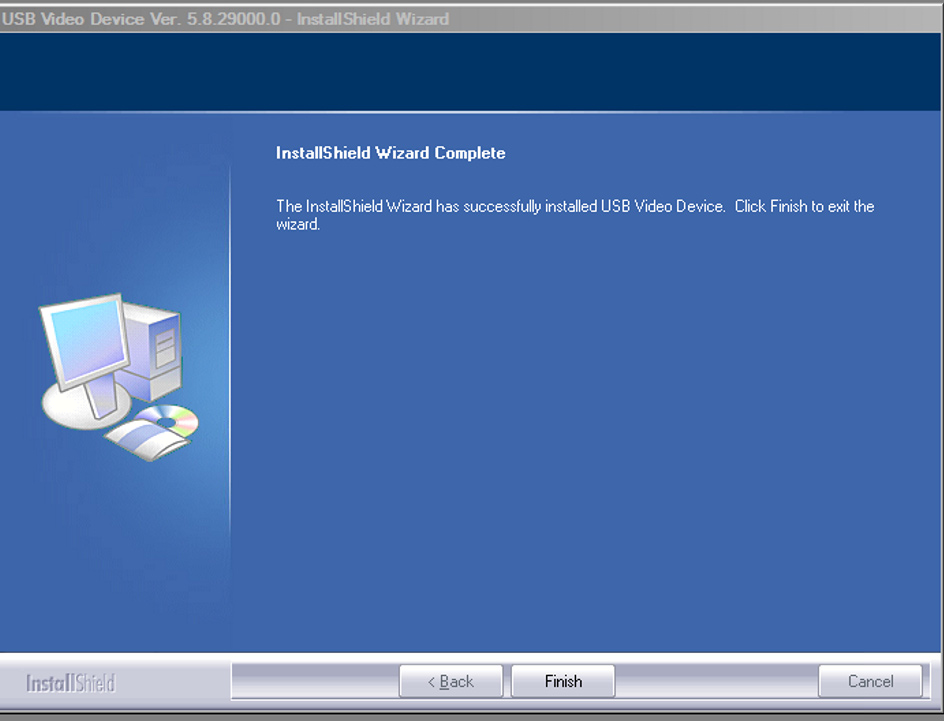 USB Video Device Ver. 5.8.29000.0 - InstallShield Wizard
InstallShield Wizard Complete
The InstallShield Wizard has successfully installed USB Video Device.  Click Finish to exit the
wizard.
InstallShield
< Back
Finish
Cancel